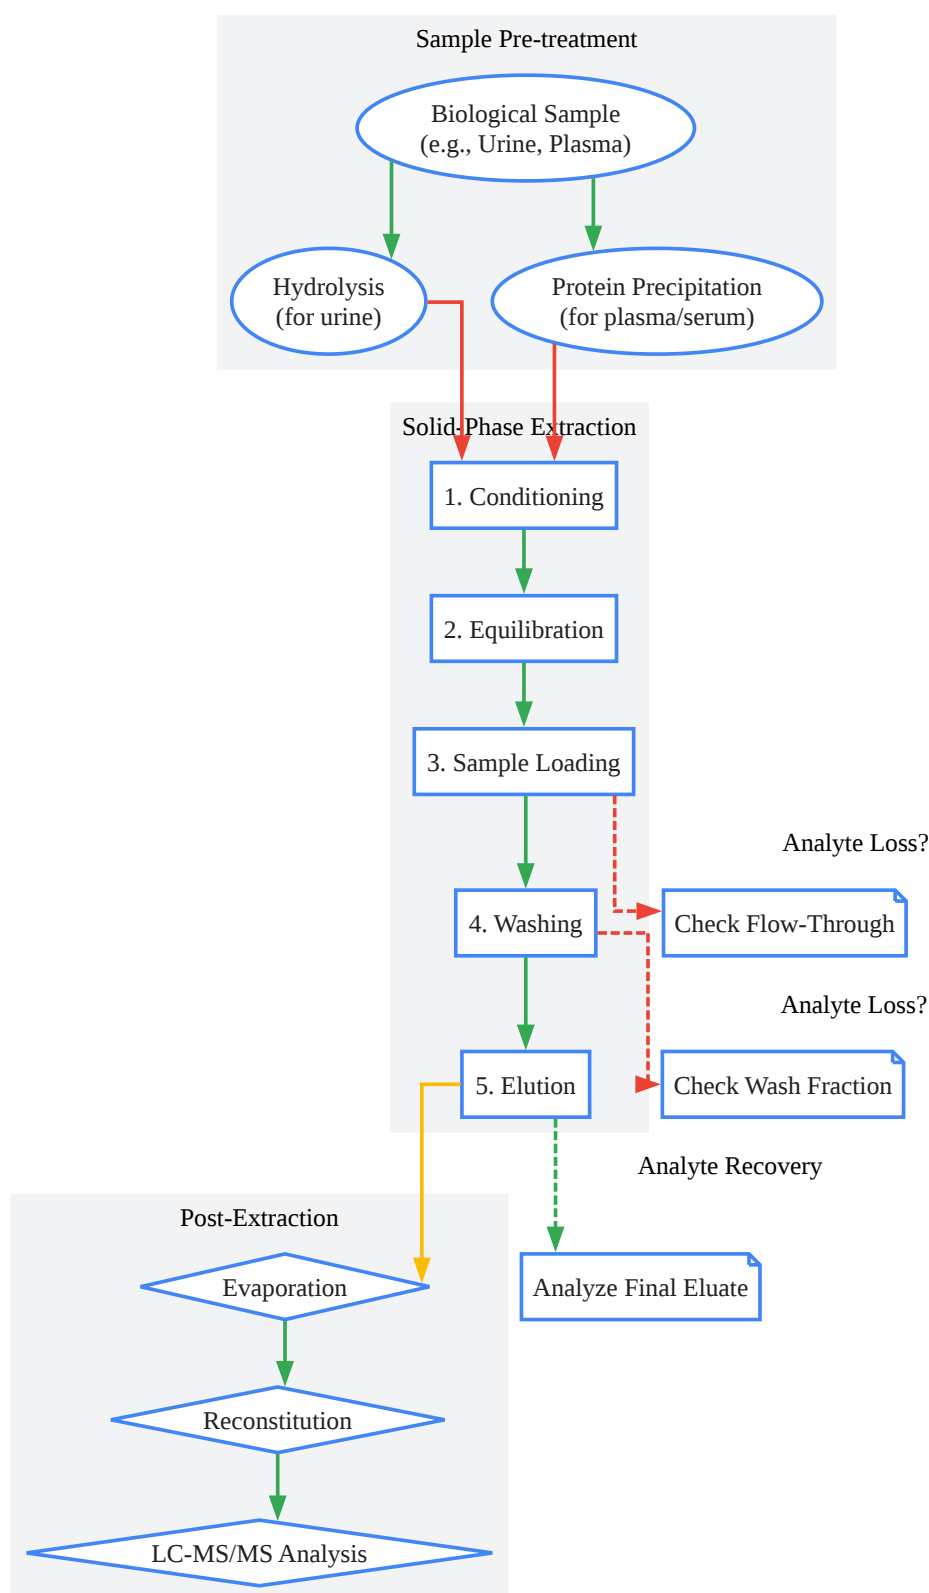 Sample Pre-treatment
Biological Sample
(e.g., Urine, Plasma)
Hydrolysis
(for urine)
Protein Precipitation
(for plasma/serum)
Solid-Phase Extraction
1. Conditioning
2. Equilibration
3. Sample Loading
Analyte Loss?
4. Washing
Check Flow-Through
Analyte Loss?
5. Elution
Check Wash Fraction
Analyte Recovery
Post-Extraction
Evaporation
Analyze Final Eluate
Reconstitution
LC-MS/MS Analysis